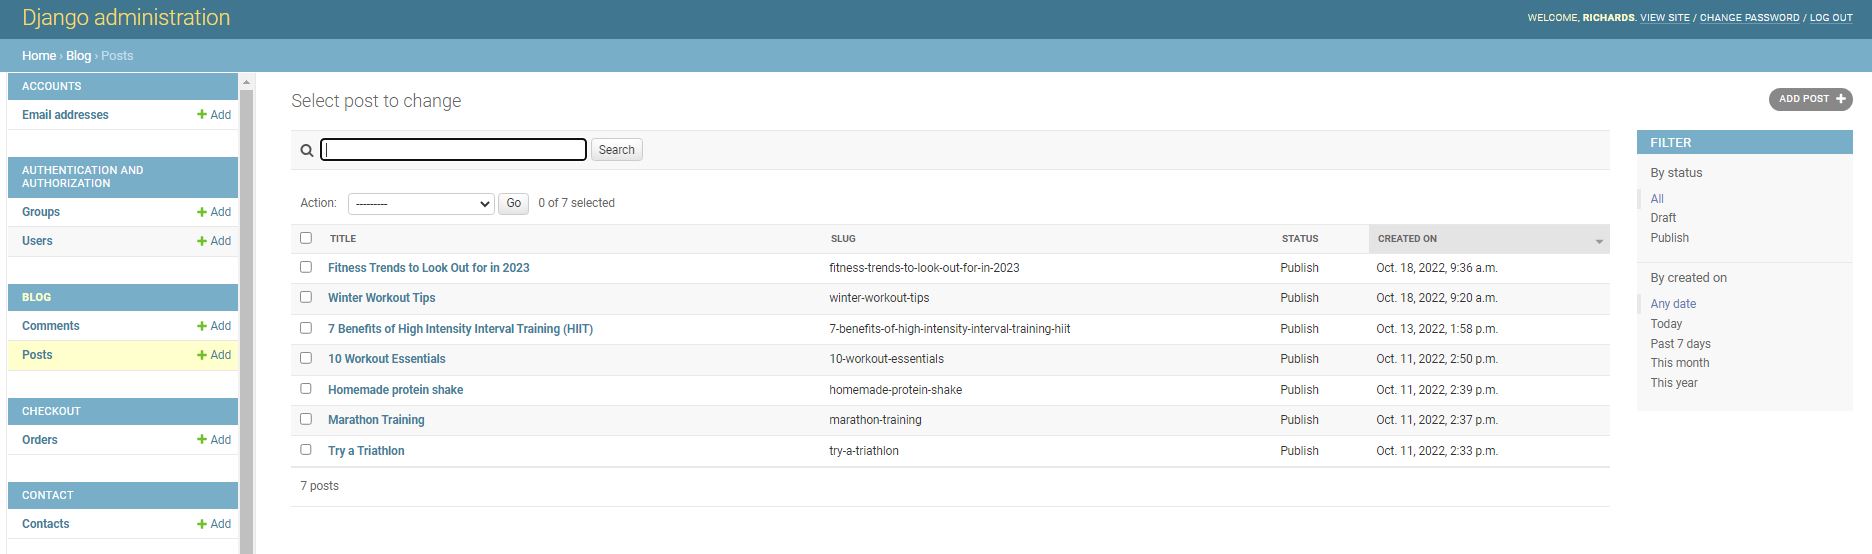 Django administration
WELCOME, RICHARDS. VIEW SITE / CHANGE PASSWORD / LOG OUT
Home › Blog › Posts
ACCOUNTS
Email addresses + Add
AUTHENTICATION AND
AUTHORIZATION
Groups + Add
Users + Add
BLOG
Comments + Add
Posts + Add
CHECKOUT
Orders + Add
CONTACT
Contacts + Add
Select post to change
ADD POST +
Search
Action: --------- Go 0 of 7 selected
TITLE SLUG STATUS CREATED ON
Fitness Trends to Look Out for in 2023 fitness-trends-to-look-out-for-in-2023 Publish Oct. 18, 2022, 9:36 a.m.
Winter Workout Tips winter-workout-tips Publish Oct. 18, 2022, 9:20 a.m.
7 Benefits of High Intensity Interval Training (HIIT) 7-benefits-of-high-intensity-interval-training-hiit Publish Oct. 13, 2022, 1:58 p.m.
10 Workout Essentials 10-workout-essentials Publish Oct. 11, 2022, 2:50 p.m.
Homemade protein shake homemade-protein-shake Publish Oct. 11, 2022, 2:39 p.m.
Marathon Training marathon-training Publish Oct. 11, 2022, 2:37 p.m.
Try a Triathlon try-a-triathlon Publish Oct. 11, 2022, 2:33 p.m.
7 posts
FILTER
By status
All
Draft
Publish
By created on
Any date
Today
Past 7 days
This month
This year